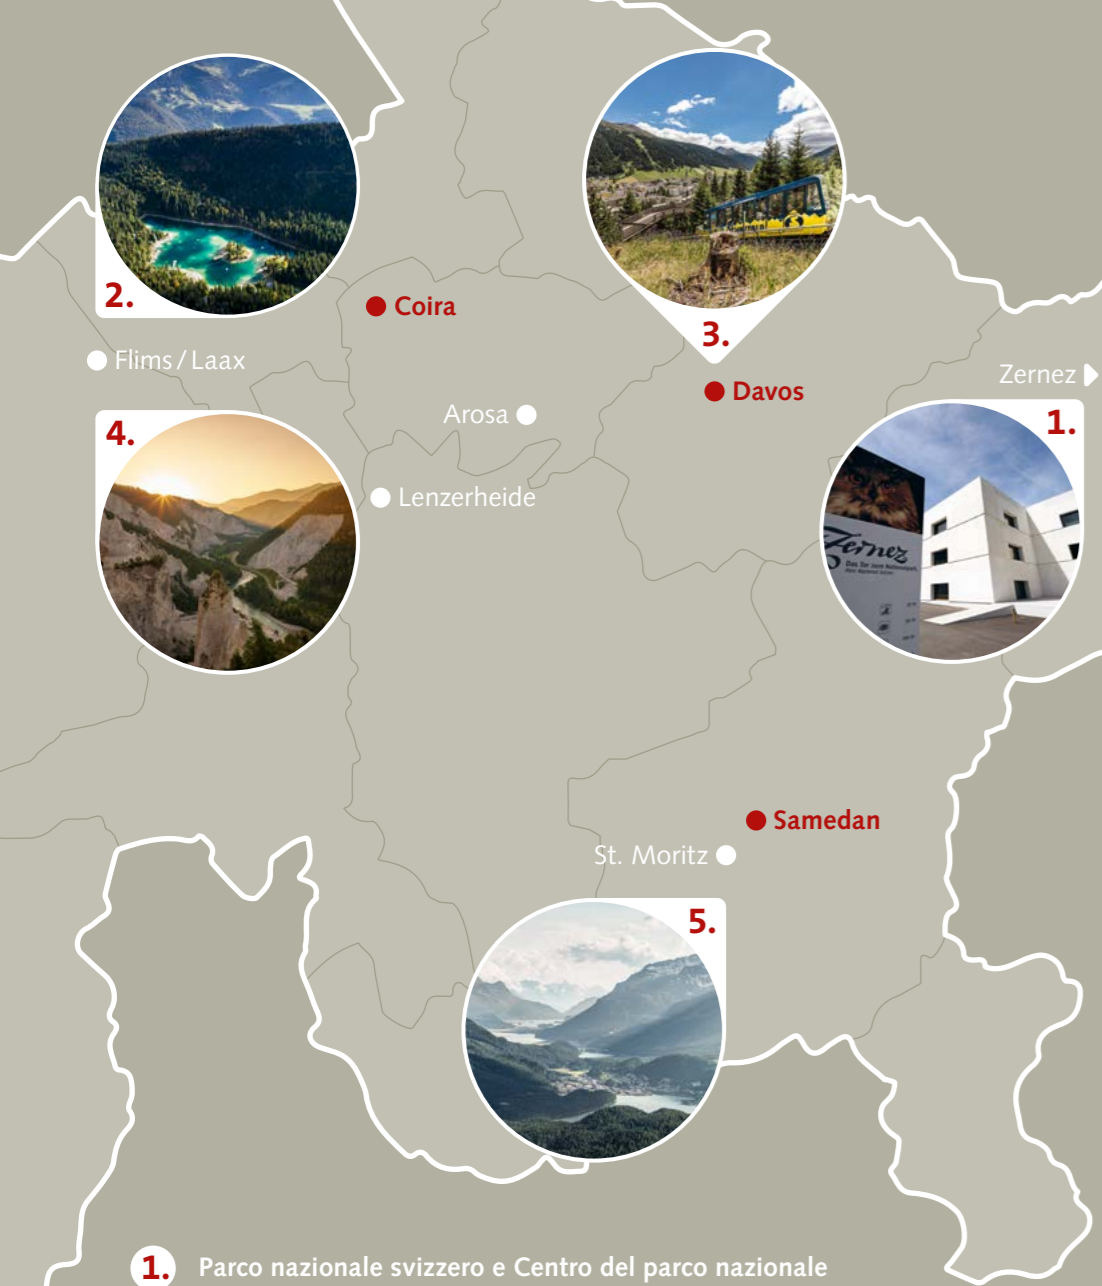 2.
3.
Coira
Flims / Laax
Zernez
Davos
Arosa
1.
4.
Lenzerheide
Zernez
Samedan
St. Moritz
5.
1. Parco nazionale svizzero e Centro del parco nazionale